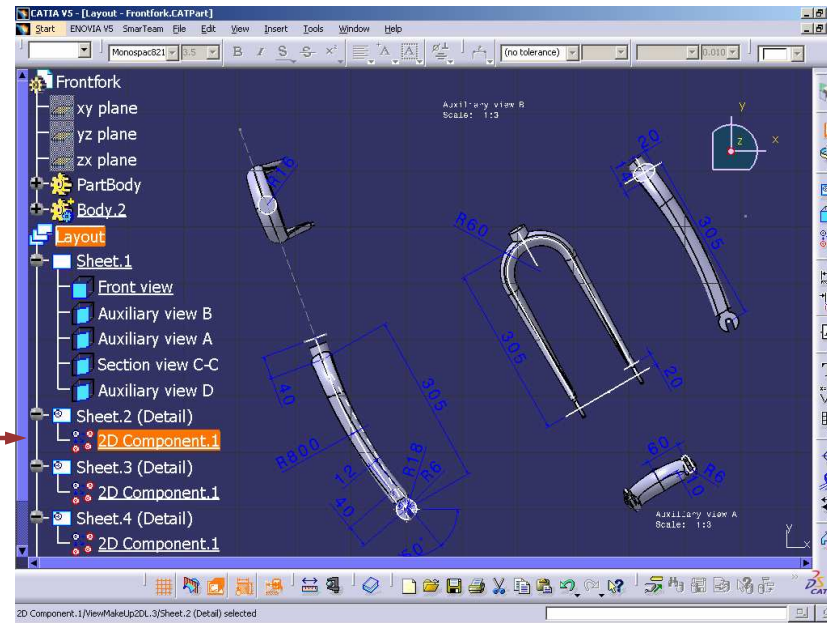 CATIA V5 - [Layout - Frontfork.CATPart]
Start ENOVIA V5 SmarTeam File Edit View Insert Tools Window Help
Monospac821 3.5 B I S S x² A A (no tolerance) 0.010
Frontfork
xy plane
yz plane
zx plane
PartBody
Body.2
Layout
Sheet.1
Front view
Auxiliary view B
Auxiliary view A
Section view C-C
Auxiliary view D
Sheet.2 (Detail)
2D Component.1
Sheet.3 (Detail)
2D Component.1
Sheet.4 (Detail)
2D Component.1
Auxiliary view B
Scale: 1:3
y
z
x
R16
20
14
305
R60
305
20
40
305
R800
12
R18
R6
40
60
R6
10
Auxiliary view A
Scale: 1:3
y
x
2D Component.1/ViewMakeUp2DL.3/Sheet.2 (Detail) selected